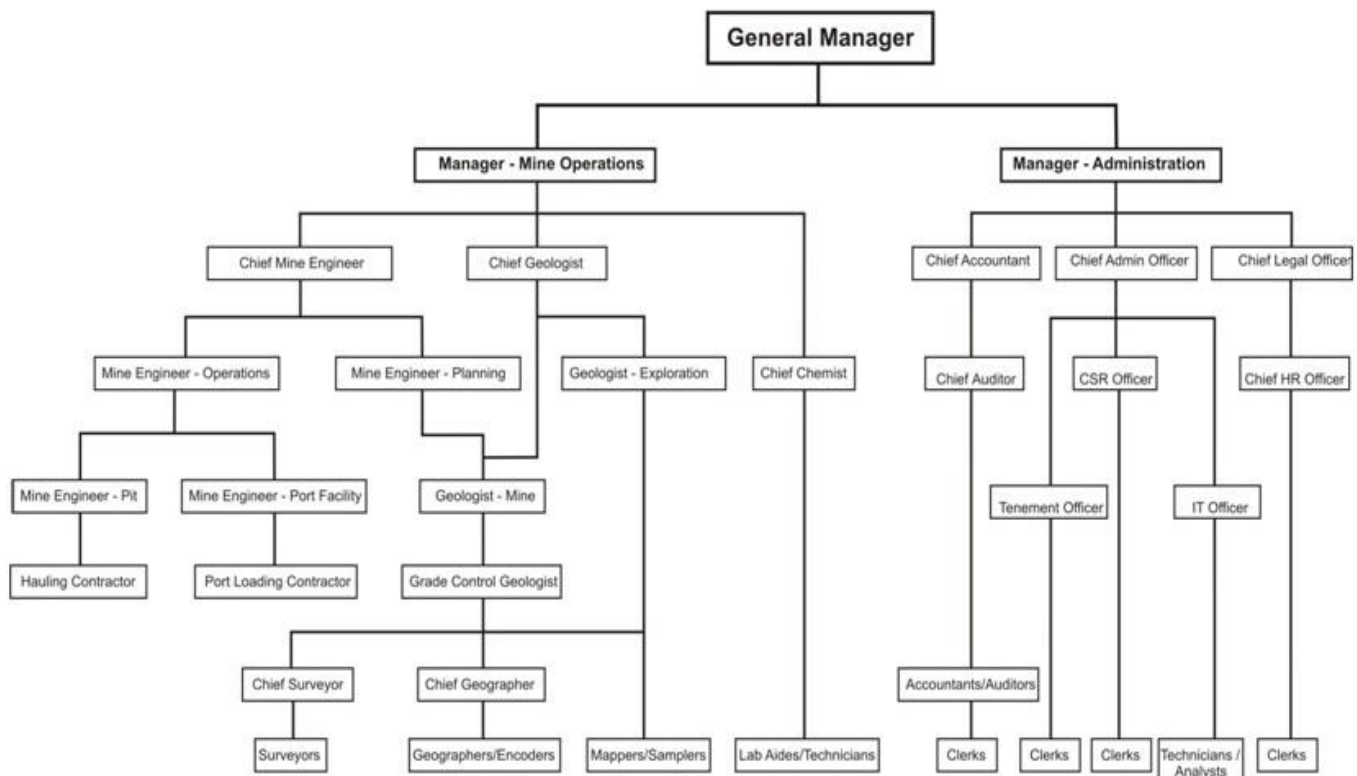 General Manager
Manager - Mine Operations
Manager - Administration
Chief Mine Engineer
Chief Geologist
Chief Accountant
Chief Admin Officer
Chief Legal Officer
Mine Engineer - Operations
Mine Engineer - Planning
Geologist - Exploration
Chief Chemist
Chief Auditor
CSR Officer
Chief HR Officer
Mine Engineer - Pit
Mine Engineer - Port Facility
Geologist - Mine
Tenement Officer
IT Officer
Hauling Contractor
Port Loading Contractor
Grade Control Geologist
Chief Surveyor
Chief Geographer
Accountants/Auditors
Surveyors
Geographers/Encoders
Mappers/Samplers
Lab Aides/Technicians
Clerks
Clerks
Clerks
Technicians /
Analysts
Clerks